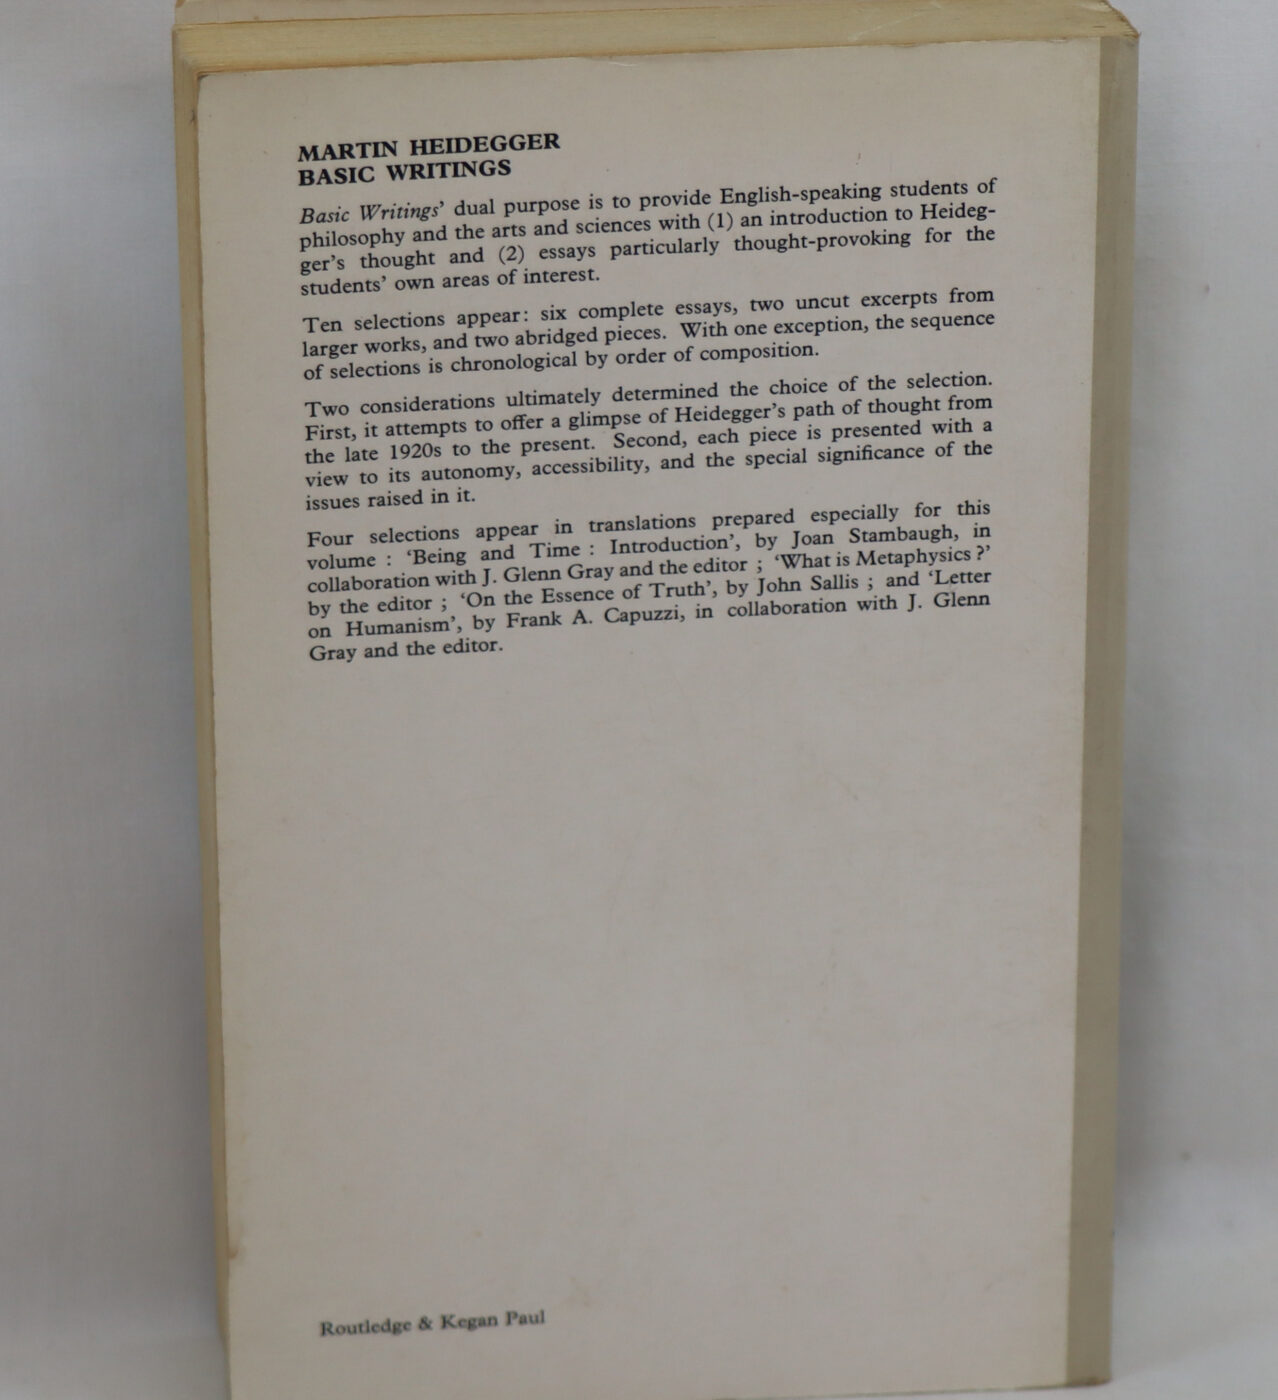 MARTIN HEIDEGGER
BASIC WRITINGS
Basic Writings’ dual purpose is to provide English-speaking students of
philosophy and the arts and sciences with (1) an introduction to Heideg-
ger’s thought and (2) essays particularly thought-provoking for the
students’ own areas of interest.
Ten selections appear: six complete essays, two uncut excerpts from
larger works, and two abridged pieces. With one exception, the sequence
of selections is chronological by order of composition.
Two considerations ultimately determined the choice of the selection.
First, it attempts to offer a glimpse of Heidegger’s path of thought from
the late 1920s to the present. Second, each piece is presented with a
view to its autonomy, accessibility, and the special significance of the
issues raised in it.
Four selections appear in translations prepared especially for this
volume : ‘Being and Time : Introduction’, by Joan Stambaugh, in
collaboration with J. Glenn Gray and the editor ; ‘What is Metaphysics ?’
by the editor ; ‘On the Essence of Truth’, by John Sallis ; and ‘Letter
on Humanism’, by Frank A. Capuzzi, in collaboration with J. Glenn
Gray and the editor.
Routledge & Kegan Paul